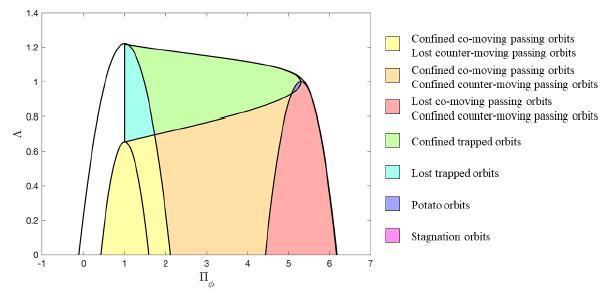 1.4
1.2
1
0.8
0.6
0.4
0.2
0
Λ
-1 0 1 2 3 4 5 6 7
Πϕ
Confined co-moving passing orbits
Lost counter-moving passing orbits
Confined co-moving passing orbits
Confined counter-moving passing orbits
Lost co-moving passing orbits
Confined counter-moving passing orbits
Confined trapped orbits
Lost trapped orbits
Potato orbits
Stagnation orbits